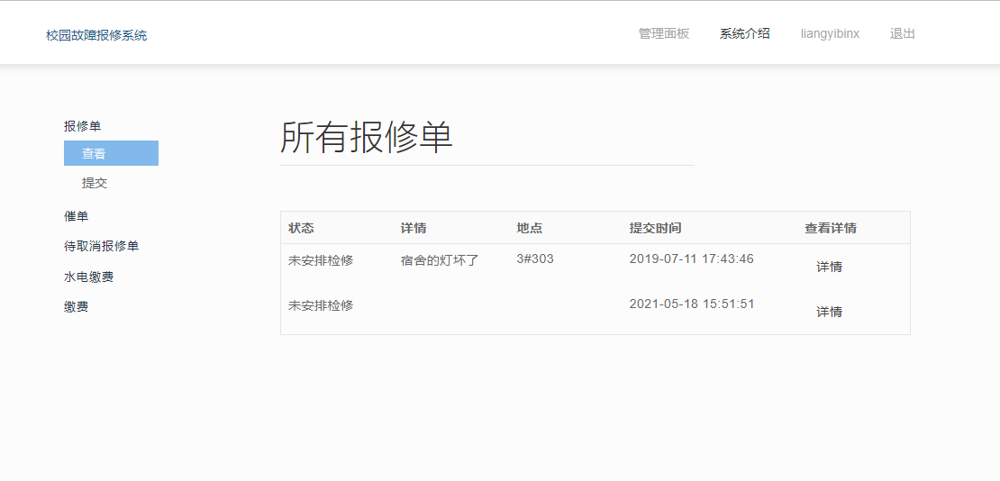 校园故障报修系统 管理面板 系统介绍 liangyibinx 退出
报修单
查看
提交
催单
待取消报修单
水电缴费
缴费
所有报修单
状态 详情 地点 提交时间 查看详情
未安排检修 宿舍的灯坏了 3#303 2019-07-11 17:43:46 详情
未安排检修 2021-05-18 15:51:51 详情